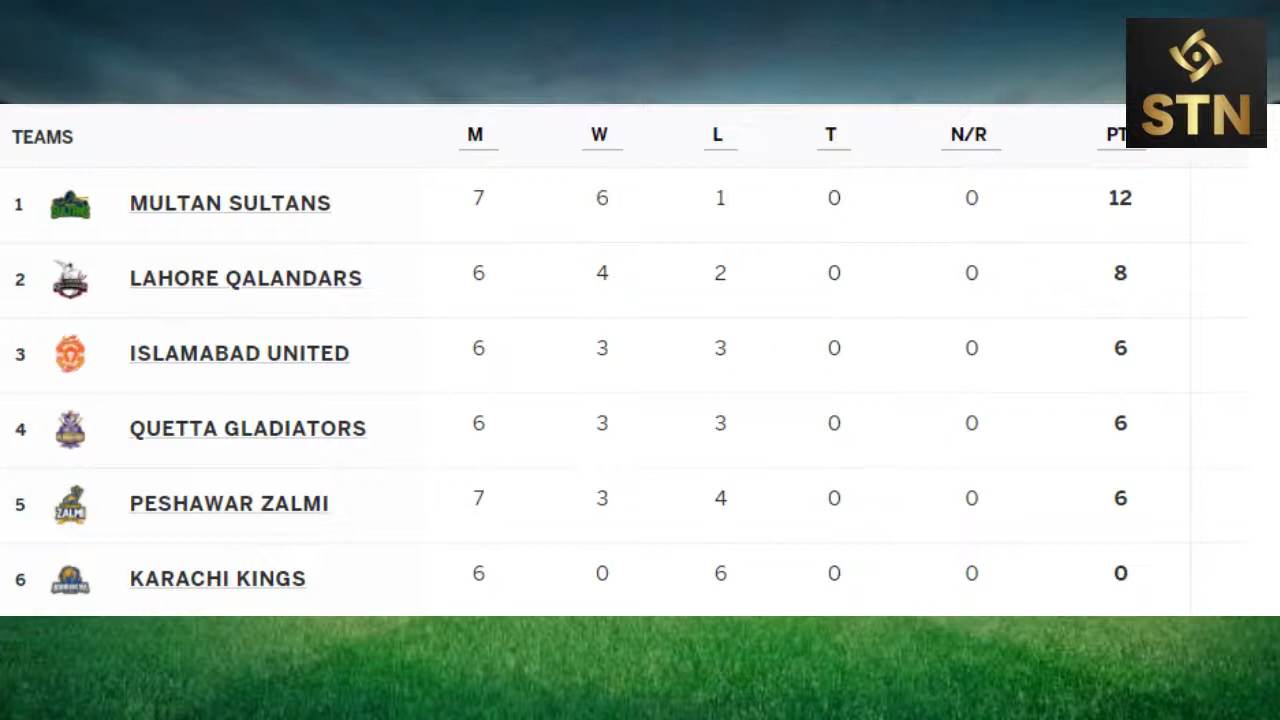 STN
TEAMS M W L T N/R PT
1 MULTAN SULTANS 7 6 1 0 0 12
2 LAHORE QALANDARS 6 4 2 0 0 8
3 ISLAMABAD UNITED 6 3 3 0 0 6
4 QUETTA GLADIATORS 6 3 3 0 0 6
5 ZALMI PESHAWAR ZALMI 7 3 4 0 0 6
6 KARACHI KINGS 6 0 6 0 0 0